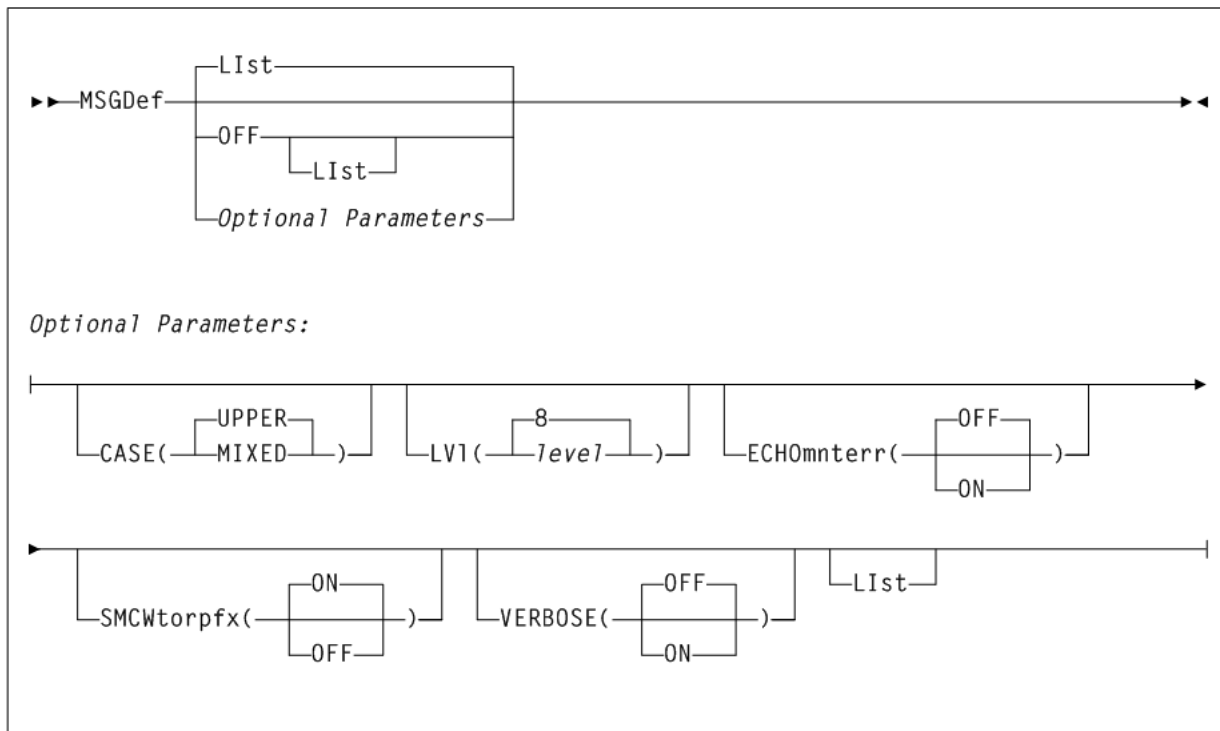 LIst
MSGDef
OFF
LIst
Optional Parameters
Optional Parameters:
UPPER
CASE( MIXED )
8
LVl( level )
OFF
ECHOmnterr( )
ON
ON
SMCWtorpfx( )
OFF
OFF
VERBOSE( )
ON
LIst